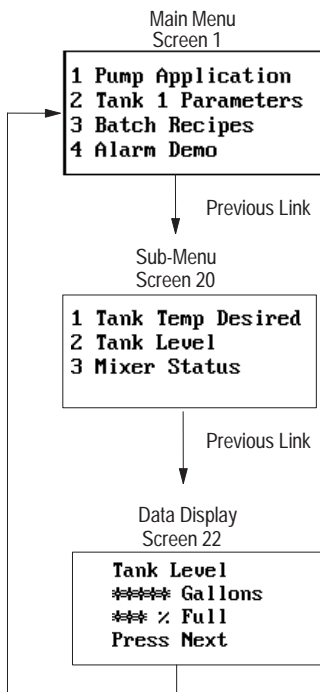 Main Menu
Screen 1
1 Pump Application
2 Tank 1 Parameters
3 Batch Recipes
4 Alarm Demo
Previous Link
Sub-Menu
Screen 20
1 Tank Temp Desired
2 Tank Level
3 Mixer Status
Previous Link
Data Display
Screen 22
Tank Level
***** Gallons
*** % Full
Press Next